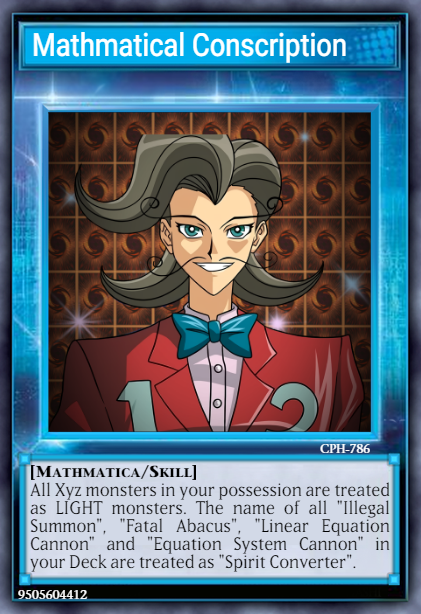 Mathmatical Conscription
1 2
CPH-786
[Mathmatica/Skill]
All Xyz monsters in your possession are treated
as LIGHT monsters. The name of all "Illegal
Summon", "Fatal Abacus", "Linear Equation
Cannon" and "Equation System Cannon" in
your Deck are treated as "Spirit Converter".
9505604412